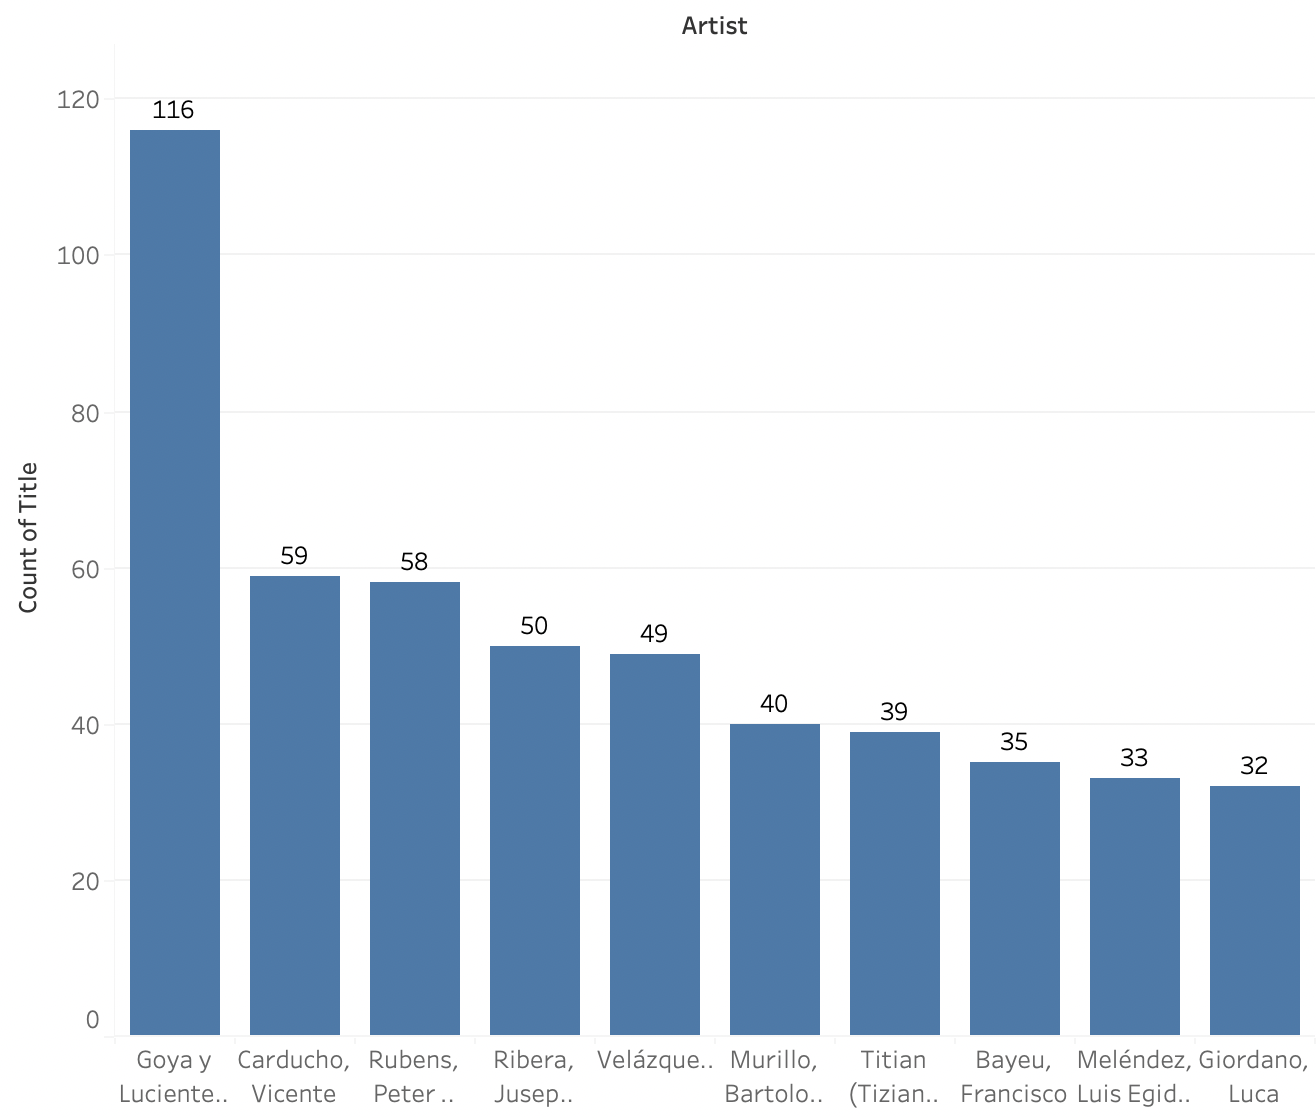 Artist
Count of Title
120
100
80
60
40
20
0
116
59
58
50
49
40
39
35
33
32
Goya y
Luciente..
Carducho,
Vicente
Rubens,
Peter ..
Ribera,
Jusep..
Velázque..
Murillo,
Bartolo..
Titian
(Tizian..
Bayeu,
Francisco
Meléndez,
Luis Egid..
Giordano,
Luca